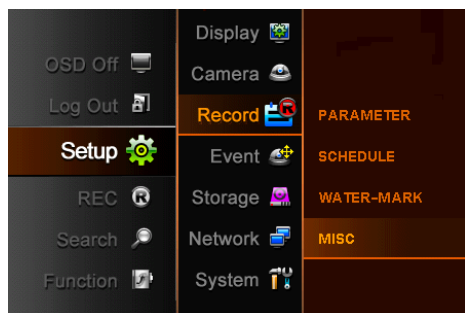 OSD Off
Log Out
Setup
REC
Search
Function
Display
Camera
Record
Event
Storage
Network
System
PARAMETER
SCHEDULE
WATER-MARK
MISC